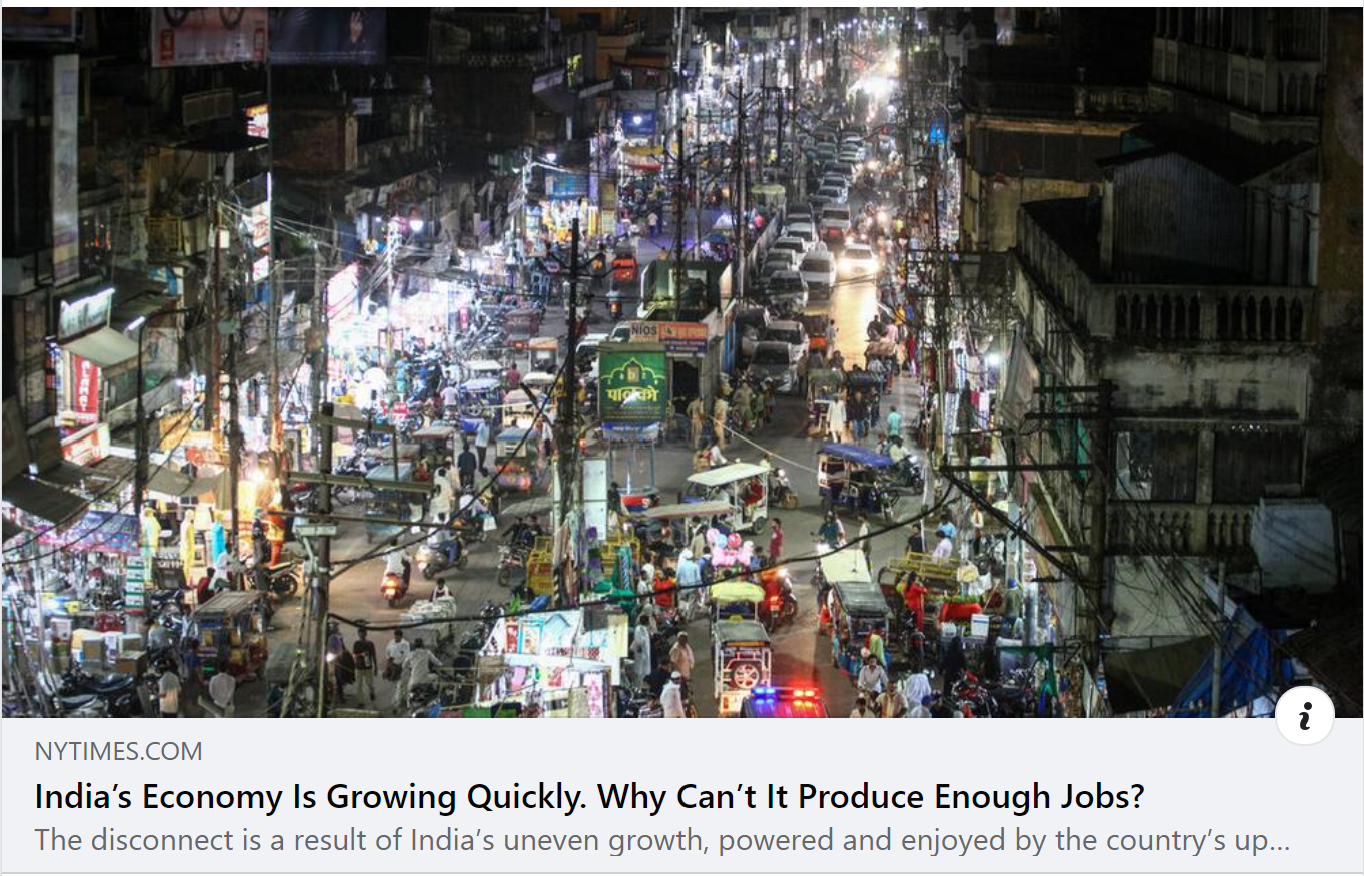 NIOS
पालकी
NYTIMES.COM
India’s Economy Is Growing Quickly. Why Can’t It Produce Enough Jobs?
The disconnect is a result of India’s uneven growth, powered and enjoyed by the country’s up...